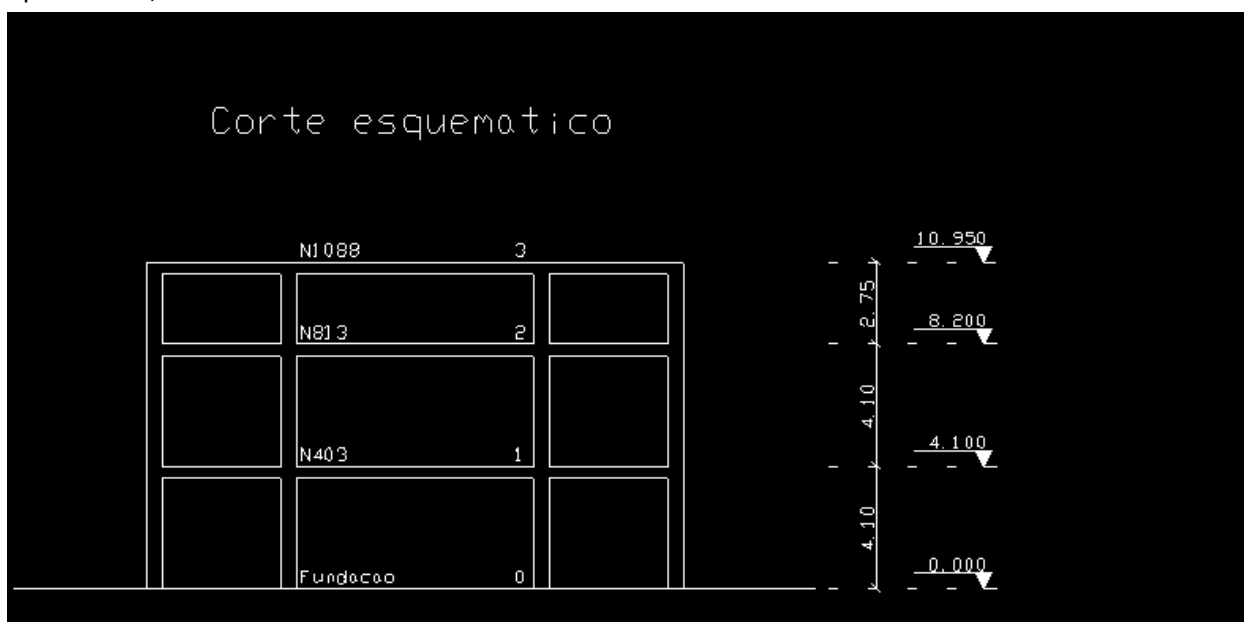 Corte esquematico
N1088 3 10.950
2.75
N813 2 8.200
4.10
N403 1 4.100
4.10
Fundacao 0 0.000